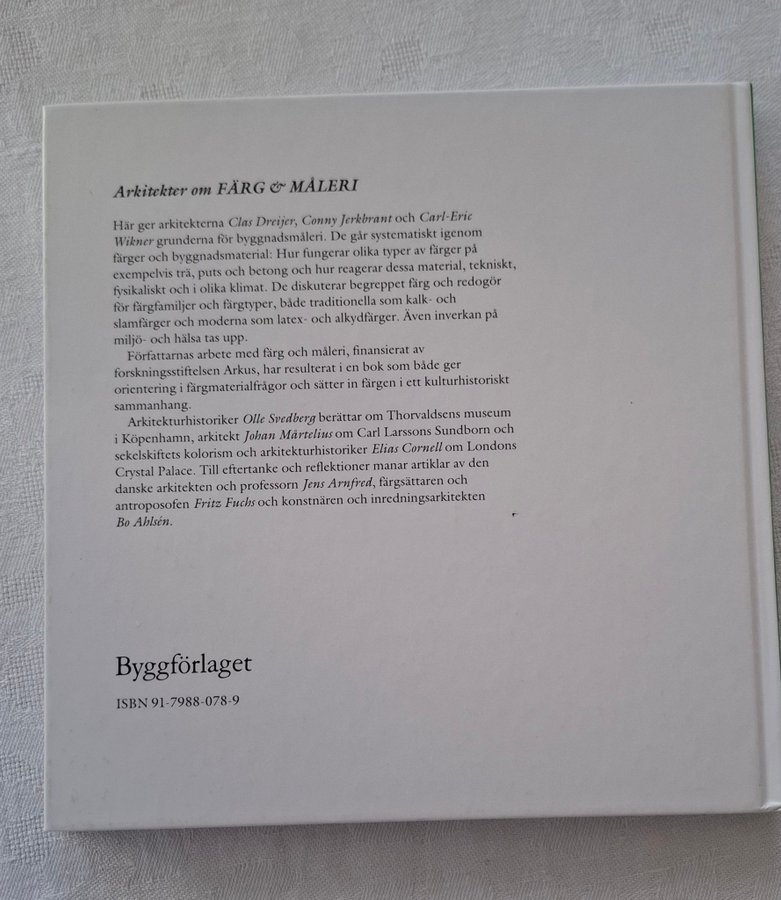 Arkitekter om FÄRG & MÅLERI
Här ger arkitekterna Clas Dreijer, Conny Jerkbrant och Carl-Eric
Wikner grunderna för byggnadsmåleri. De går systematiskt igenom
färger och byggnadsmaterial: Hur fungerar olika typer av färger på
exempelvis trä, puts och betong och hur reagerar dessa material, tekniskt,
fysikaliskt och i olika klimat. De diskuterar begreppet färg och redogör
för färgfamiljer och färgtyper, både traditionella som kalk- och
slamfärger och moderna som latex- och alkydfärger. Även inverkan på
miljö- och hälsa tas upp.
Författarnas arbete med färg och måleri, finansierat av
forskningsstiftelsen Arkus, har resulterat i en bok som både ger
orientering i färgmaterialfrågor och sätter in färgen i ett kulturhistoriskt
sammanhang.
Arkitekturhistoriker Olle Svedberg berättar om Thorvaldsens museum
i Köpenhamn, arkitekt Johan Mårtelius om Carl Larssons Sundborn och
sekelskiftets kolorism och arkitekturhistoriker Elias Cornell om Londons
Crystal Palace. Till eftertanke och reflektioner manar artiklar av den
danske arkitekten och professorn Jens Arnfred, färgsättaren och
antroposofen Fritz Fuchs och konstnären och inredningsarkitekten
Bo Ahlsén.
Byggförlaget
ISBN 91-7988-078-9